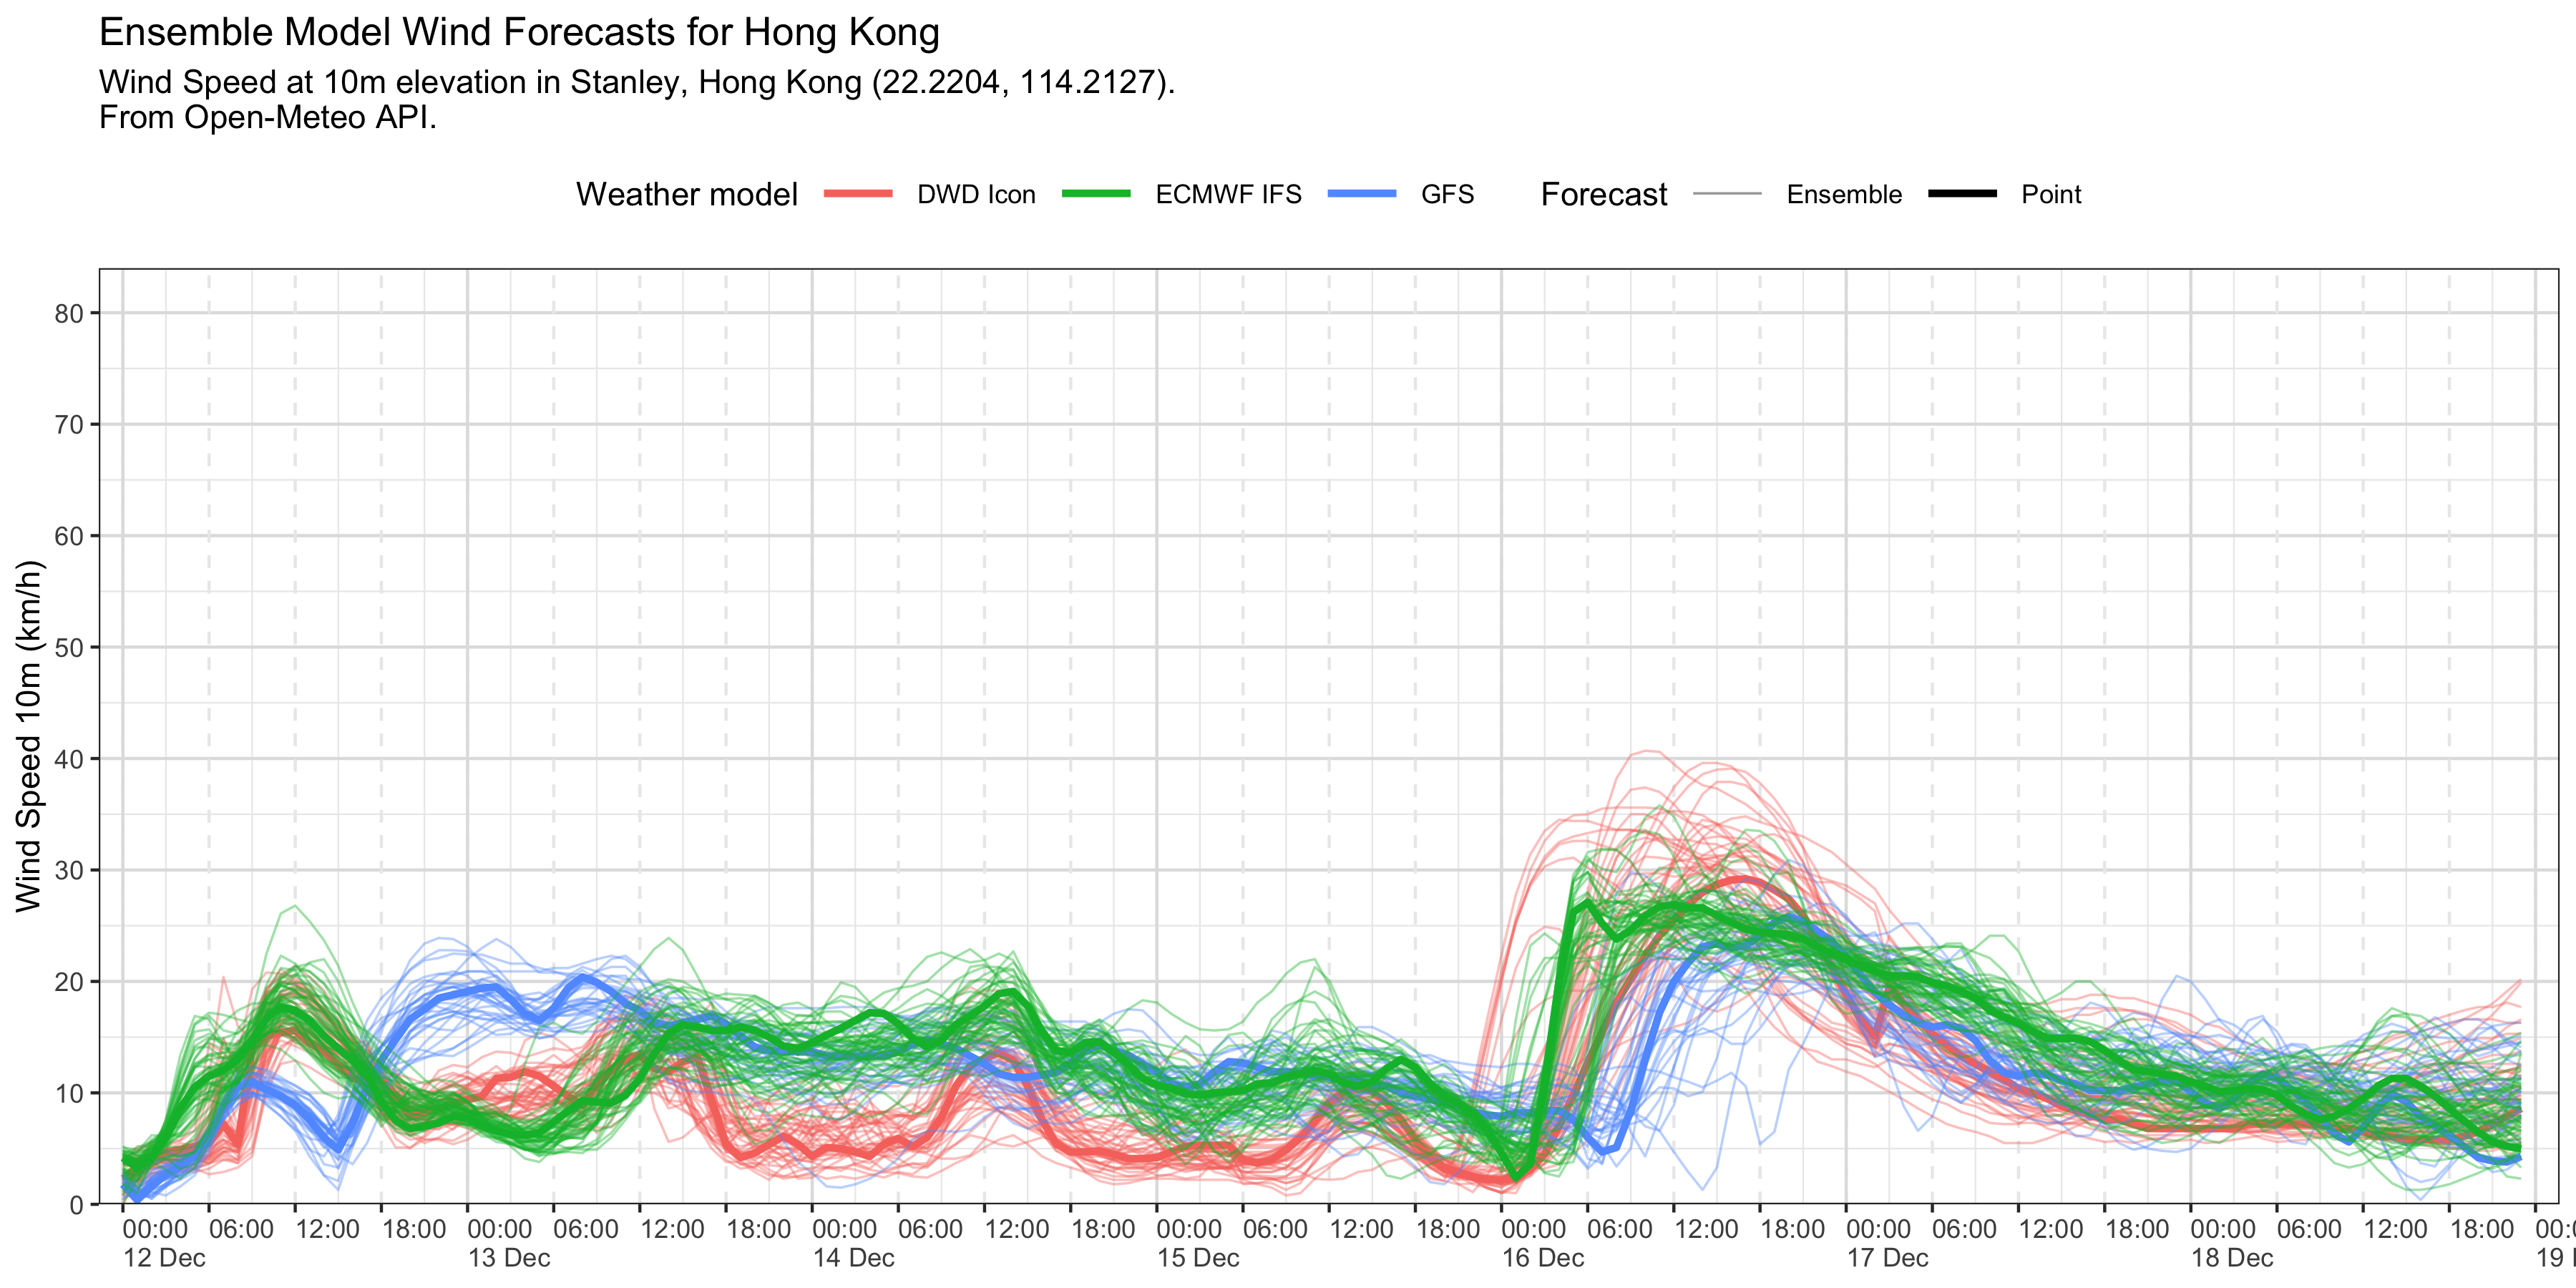 Ensemble Model Wind Forecasts for Hong Kong
Wind Speed at 10m elevation in Stanley, Hong Kong (22.2204, 114.2127).
From Open-Meteo API.
Weather model DWD Icon ECMWF IFS GFS Forecast Ensemble Point
Wind Speed 10m (km/h)
80
70
60
50
40
30
20
10
0
00:00 06:00 12:00 18:00 00:00 06:00 12:00 18:00 00:00 06:00 12:00 18:00 00:00 06:00 12:00 18:00 00:00 06:00 12:00 18:00 00:00 06:00 12:00 18:00 00:00 06:00 12:00 18:00
12 Dec 13 Dec 14 Dec 15 Dec 16 Dec 17 Dec 18 Dec 19